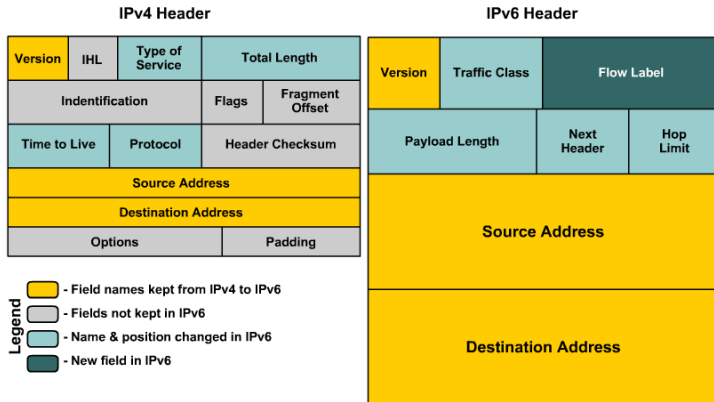 IPv4 Header
Version IHL Type of Service Total Length
Indentification Flags Fragment Offset
Time to Live Protocol Header Checksum
Source Address
Destination Address
Options Padding
Legend
- Field names kept from IPv4 to IPv6
- Fields not kept in IPv6
- Name & position changed in IPv6
- New field in IPv6
IPv6 Header
Version Traffic Class Flow Label
Payload Length Next Header Hop Limit
Source Address
Destination Address